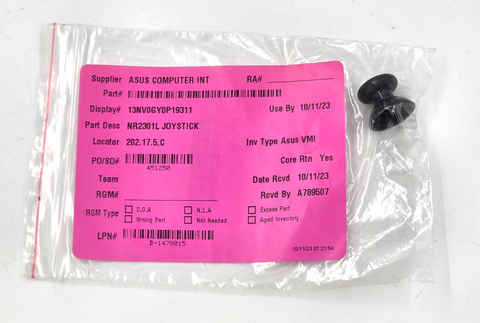 Supplier ASUS COMPUTER INT RA#
Part#
Display# 13NV0GY0P19311 Use By 10/11/23
Part Desc NR2301L JOYSTICK
Locator 202.17.5.C Inv Type Asus VMI
PO/SO# 451250 Core Rtn Yes
Team Date Rcvd 10/11/23
RGM# Rcvd By A789507
RGM Type D.O.A N.L.A Excess Part
Wrong Part Not Needed Aged Inventory
LPN# B-1478015
10/11/23 07:21:54